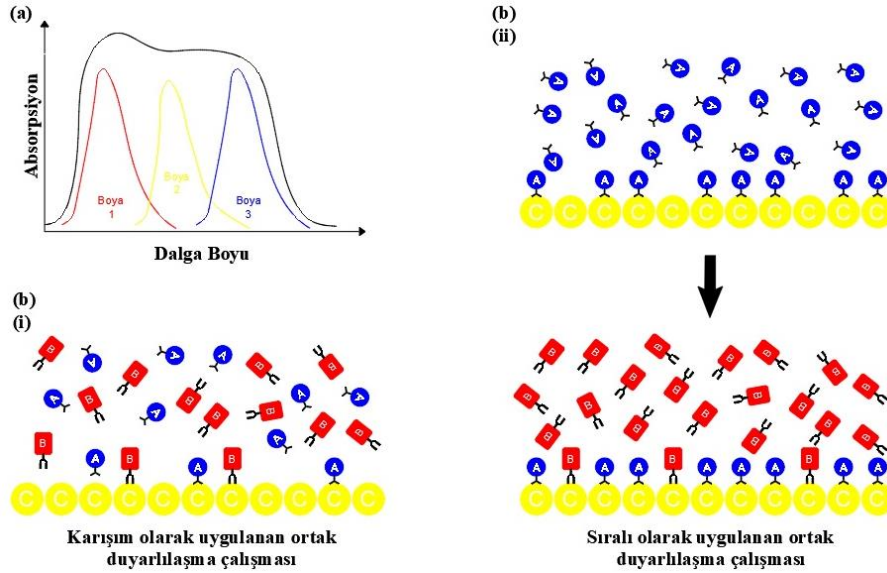 (a)
Absorpsiyon
Boya
1
Boya
2
Boya
3
Dalga Boyu
(b)
(i)
A A A B B B B B B B B B B B B
C C C C C C C C C C C
Karışım olarak uygulanan ortak
duyarlılaşma çalışması
(b)
(ii)
A A A A A A A A
C C C C C C C C C C C
B B B B B B B B B B B B B B
A B A A B A A A B A A
C C C C C C C C C C C
Sıralı olarak uygulanan ortak
duyarlılaşma çalışması